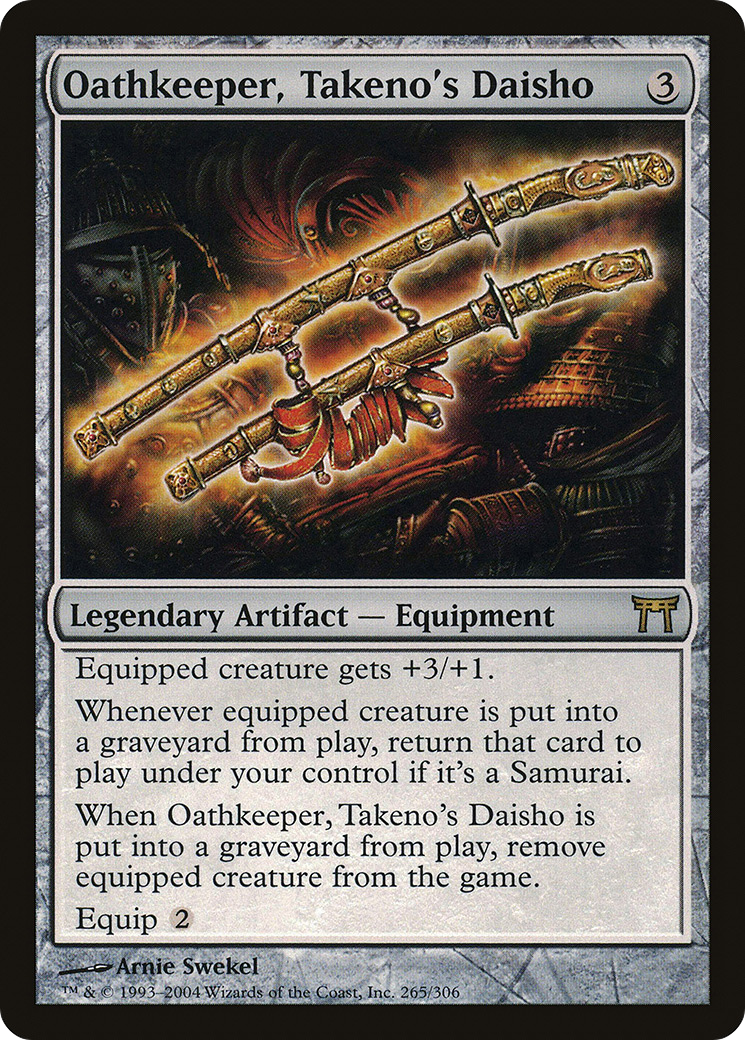 Oathkeeper, Takeno's Daisho 3
Legendary Artifact — Equipment
Equipped creature gets +3/+1.
Whenever equipped creature is put into
a graveyard from play, return that card to
play under your control if it's a Samurai.
When Oathkeeper, Takeno's Daisho is
put into a graveyard from play, remove
equipped creature from the game.
Equip 2
Arnie Swekel
™ & © 1993–2004 Wizards of the Coast, Inc. 265/306